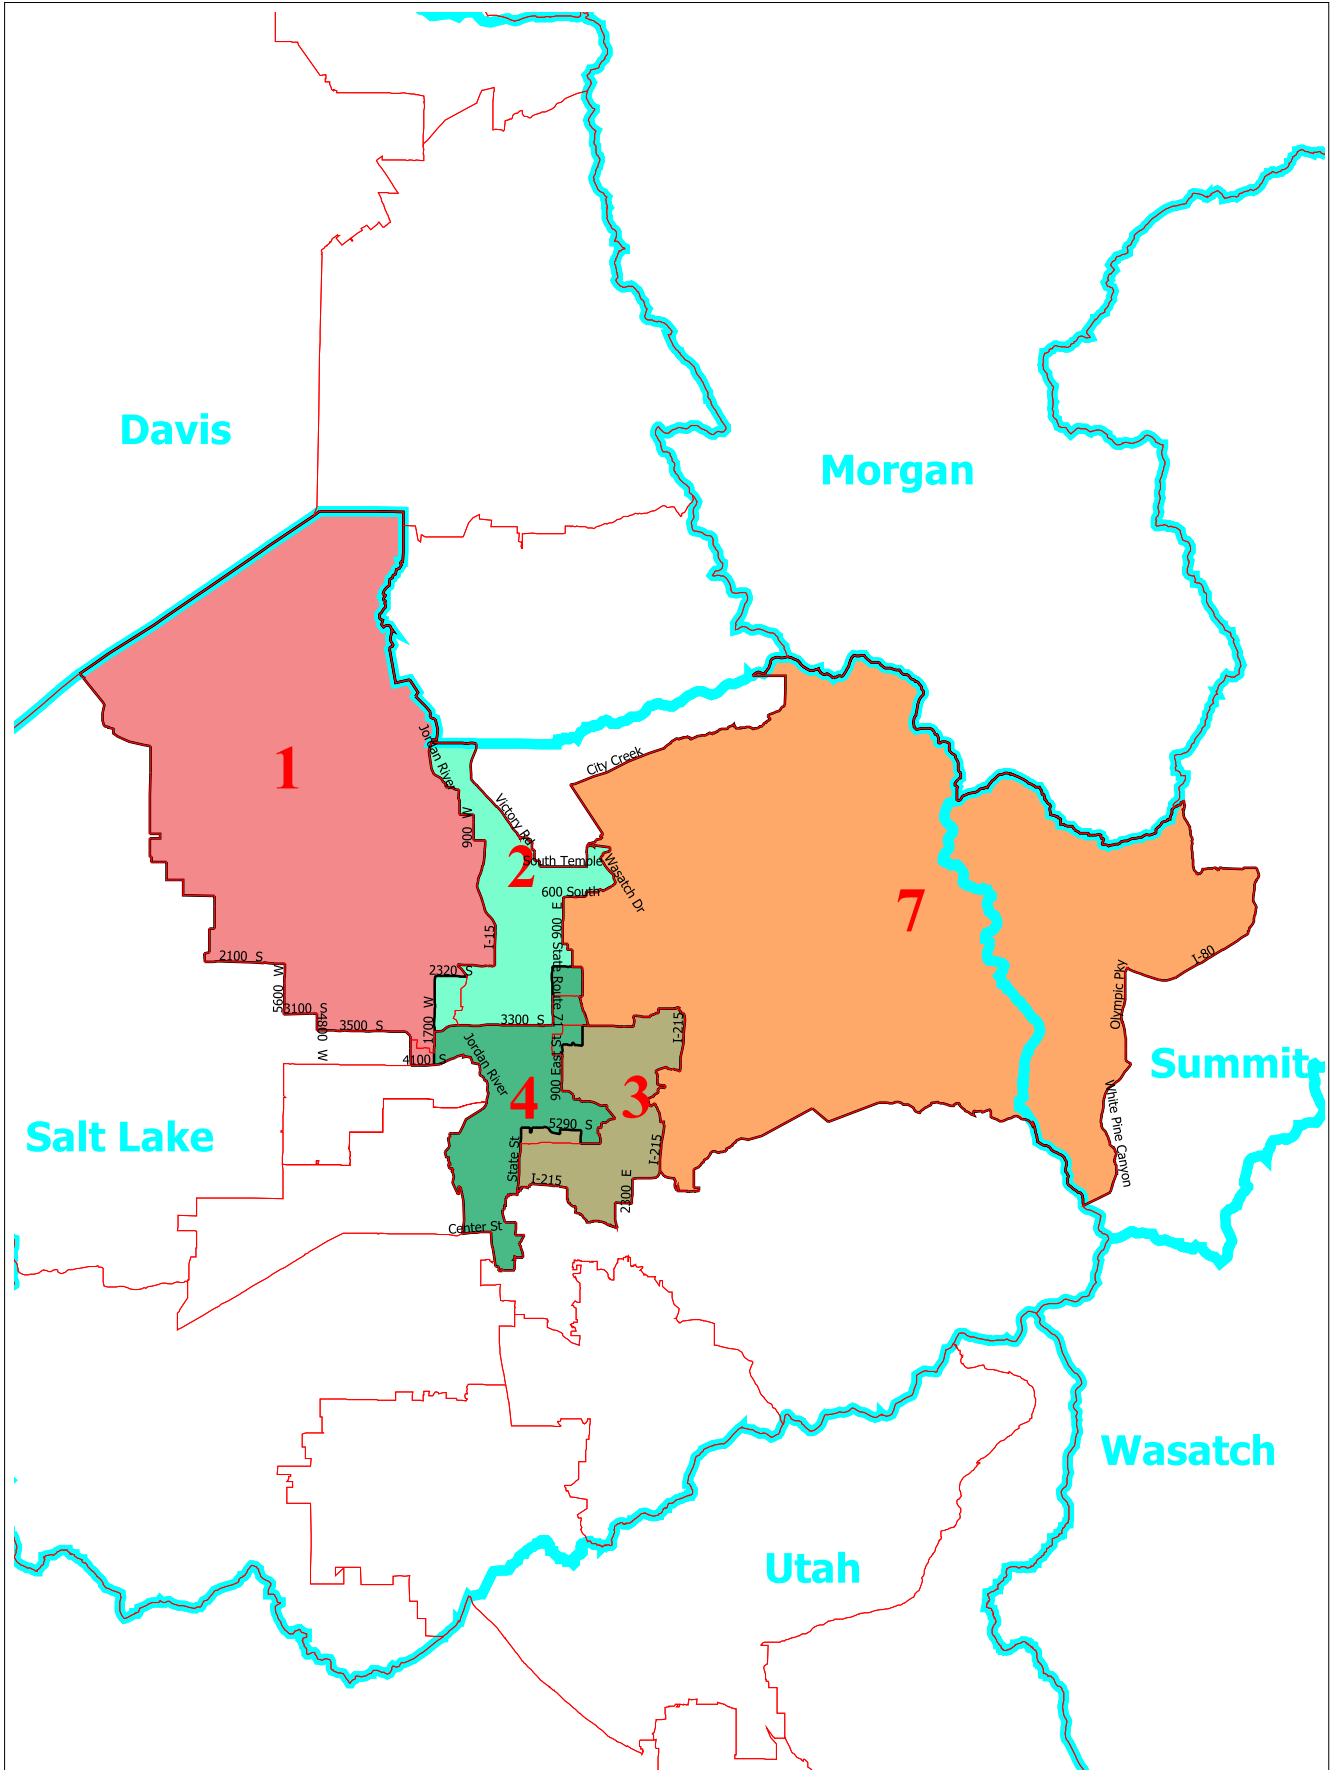 Davis
Morgan
Jordan River
1
City Creek
Victory Rd
900  W
2
South Temple
Wasatch Dr
600 South
7
900  E
I-15
State Route 71
2100  S
2320  S
I-80
5600  W
Olympic Pky
3100  S
4800  W
3500  S
1700  W
3300  S
I-215
4100  S
Jordan River
900 East St
Summit
4
3
White Pine Canyon
5290  S
Salt Lake
State St
I-215
I-215
2300  E
Center St
Wasatch
Utah